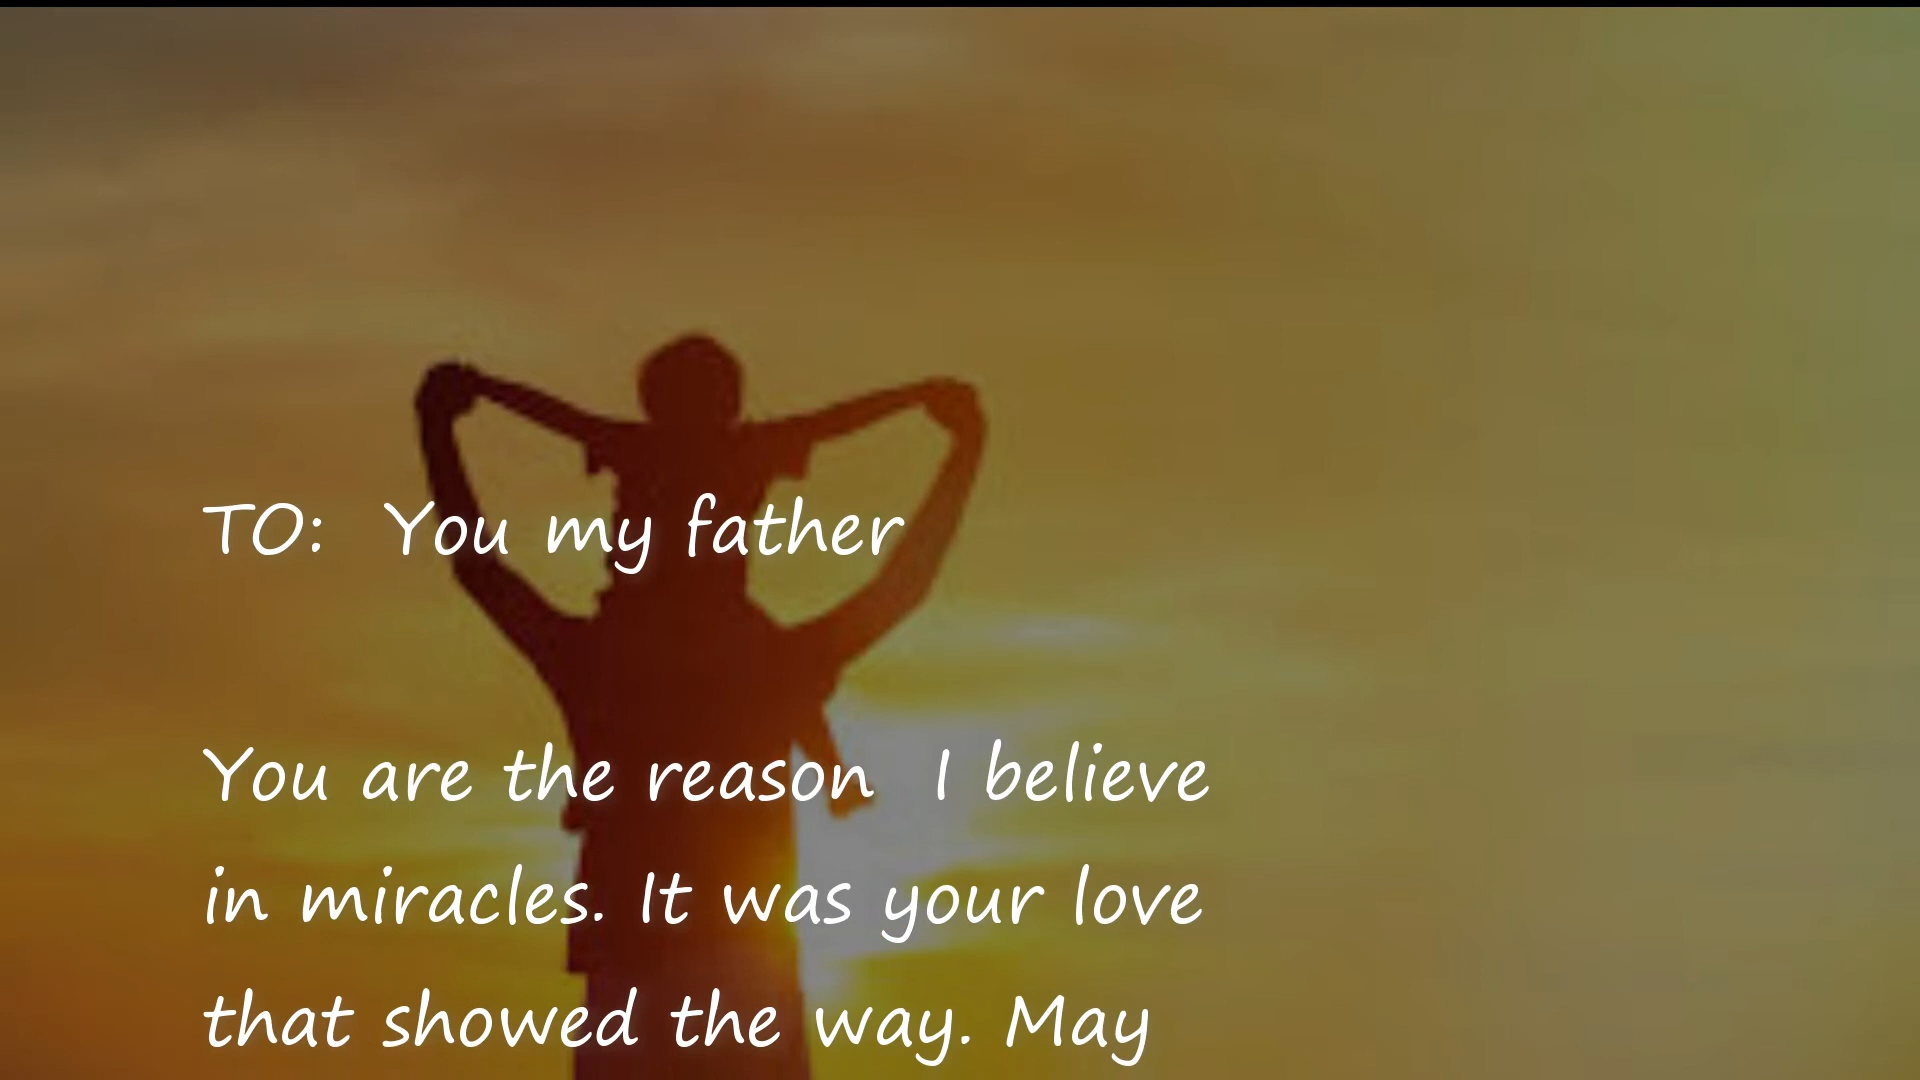 TO: You my father
You are the reason I believe
in miracles. It was your love
that showed the way. May